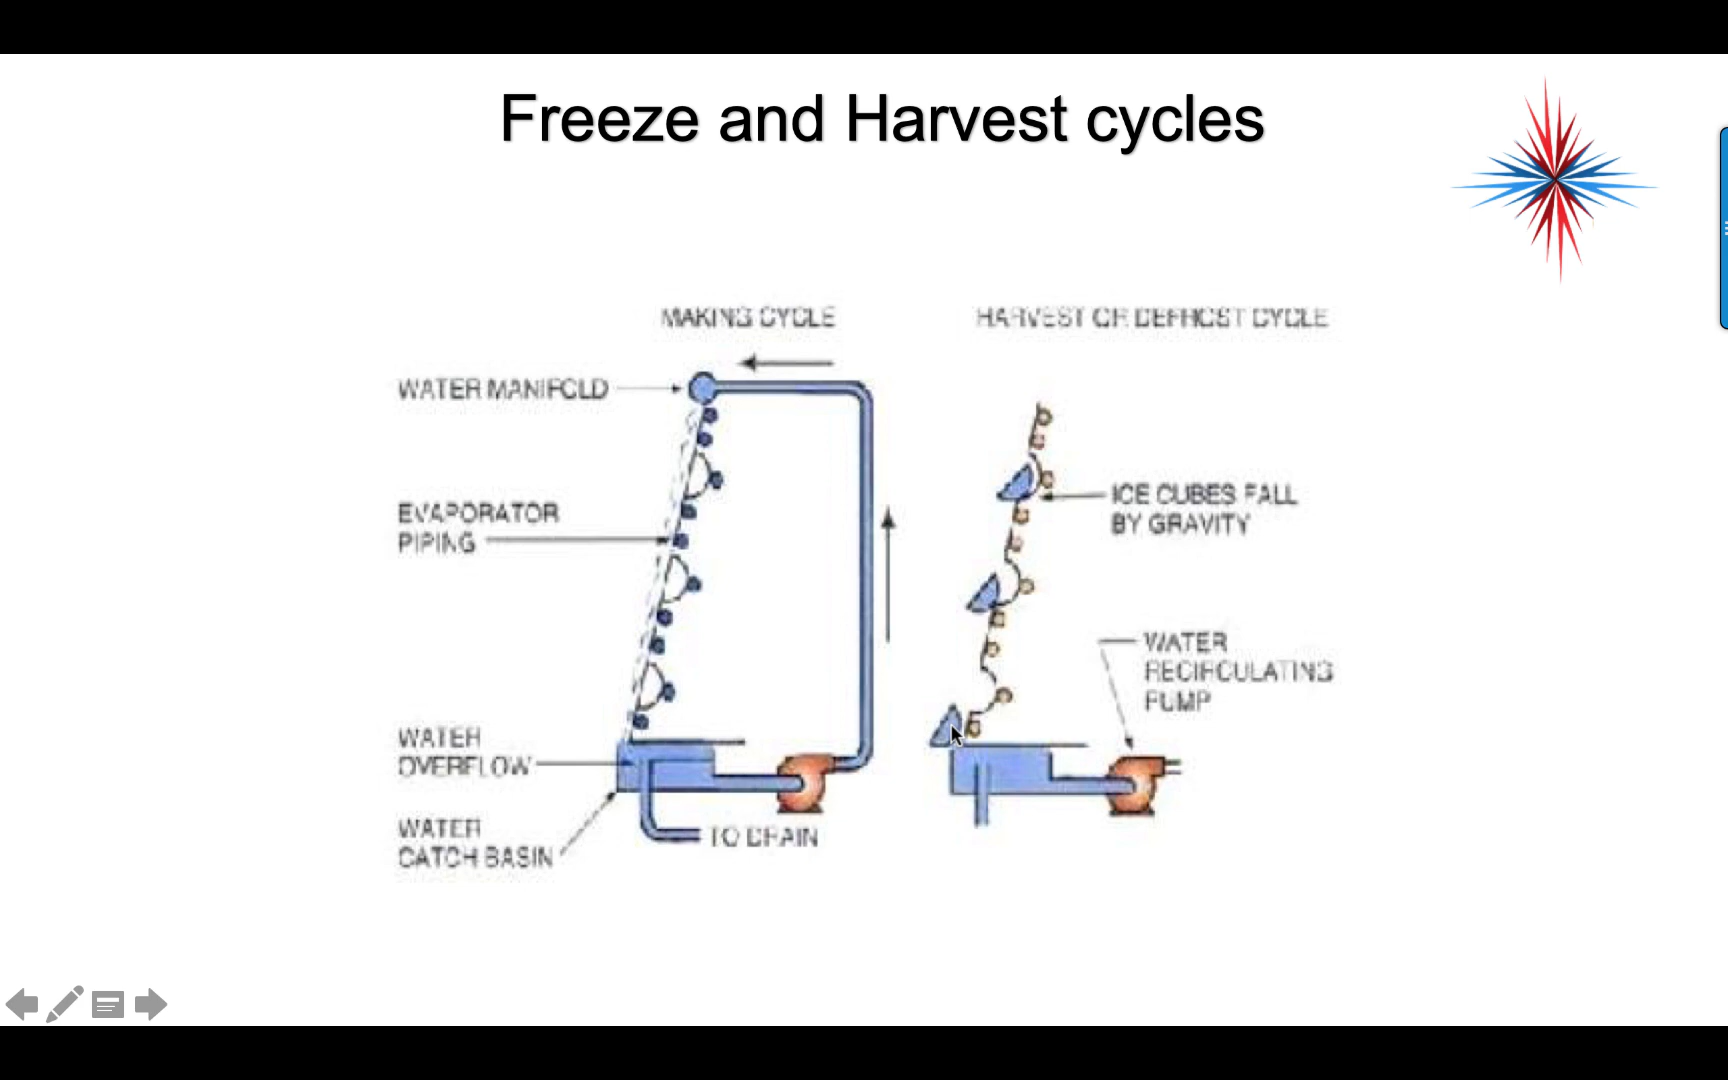 Freeze and Harvest cycles
MAKING CYCLE
HARVEST OR DEFROST CYCLE
WATER MANIFOLD
EVAPORATOR
PIPING
ICE CUBES FALL
BY GRAVITY
WATER
RECIRCULATING
PUMP
WATER
OVERFLOW
WATER
CATCH BASIN
TO DRAIN